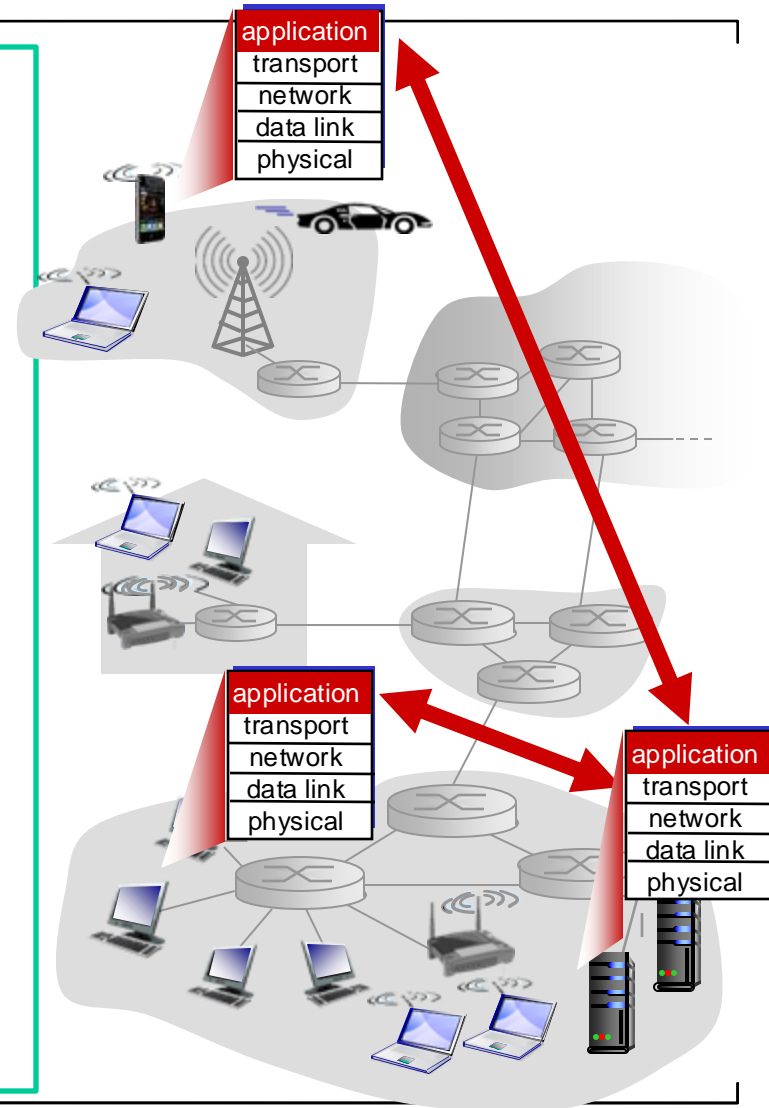 application
transport
network
data link
physical
application
transport
network
data link
physical
application
transport
network
data link
physical